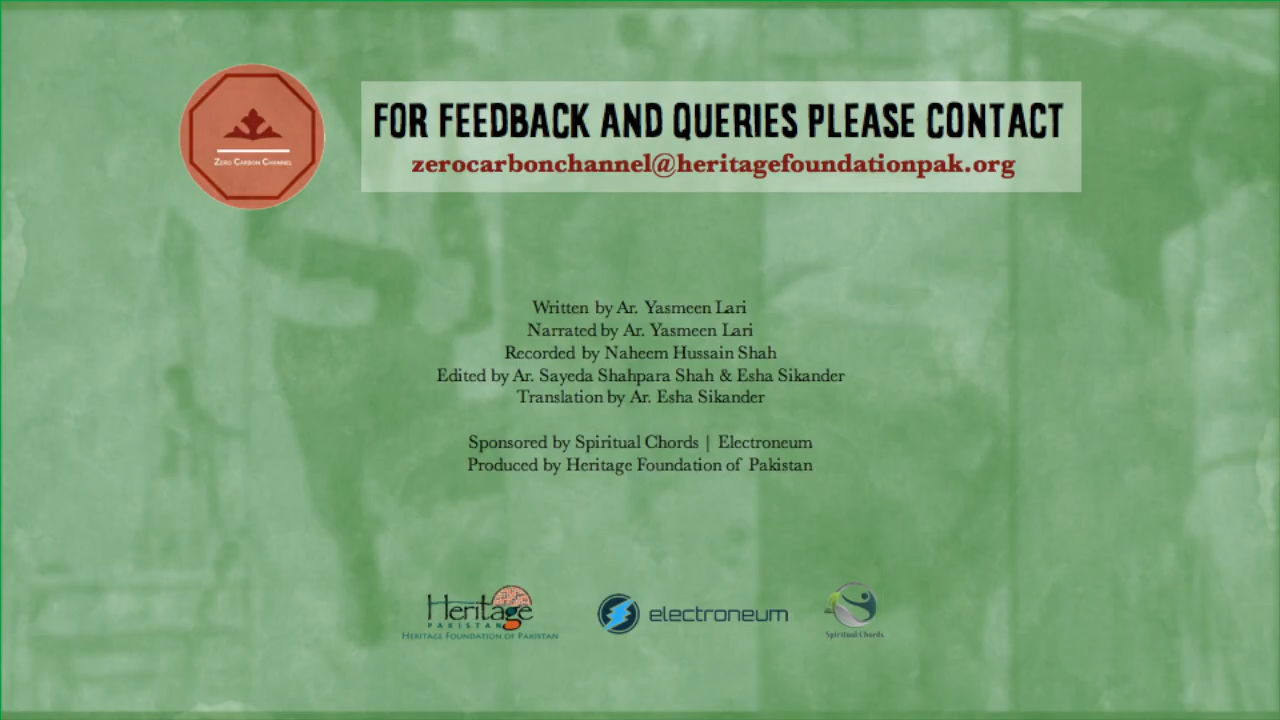 FOR FEEDBACK AND QUERIES PLEASE CONTACT
zerocarbonchannel@heritagefoundationpak.org
ZERO CARBON CHANNEL
Written by Ar. Yasmeen Lari
Narrated by Ar. Yasmeen Lari
Recorded by Naheem Hussain Shah
Edited by Ar. Sayeda Shahpara Shah & Esha Sikander
Translation by Ar. Esha Sikander
Sponsored by Spiritual Chords | Electroneum
Produced by Heritage Foundation of Pakistan
Heritage
PAKISTAN
HERITAGE FOUNDATION OF PAKISTAN
electroneum
Spiritual Chords